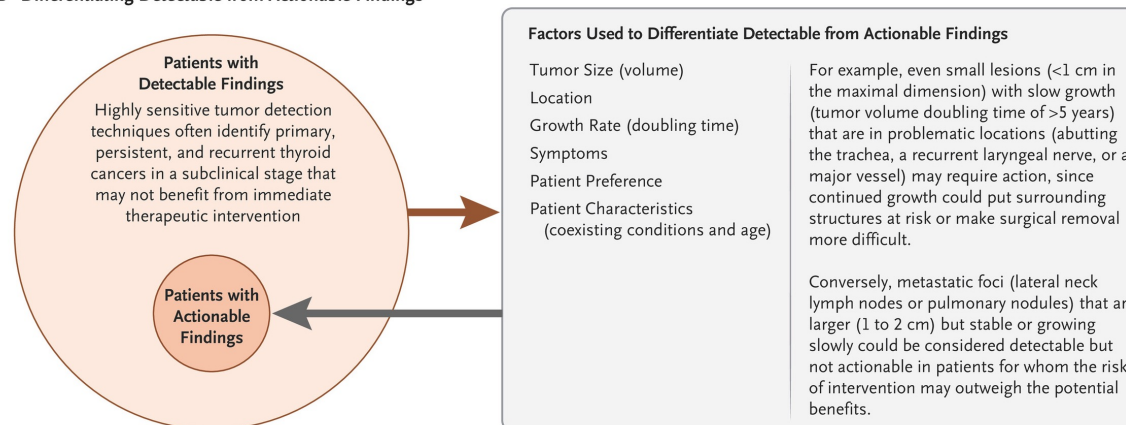 Differentiating Detectable from Actionable Findings
Patients with
Detectable Findings
Highly sensitive tumor detection
techniques often identify primary,
persistent, and recurrent thyroid
cancers in a subclinical stage that
may not benefit from immediate
therapeutic intervention
Patients with
Actionable
Findings
Factors Used to Differentiate Detectable from Actionable Findings
Tumor Size (volume)
Location
Growth Rate (doubling time)
Symptoms
Patient Preference
Patient Characteristics
(coexisting conditions and age)
For example, even small lesions (<1 cm in
the maximal dimension) with slow growth
(tumor volume doubling time of >5 years)
that are in problematic locations (abutting
the trachea, a recurrent laryngeal nerve, or a
major vessel) may require action, since
continued growth could put surrounding
structures at risk or make surgical removal
more difficult.
Conversely, metastatic foci (lateral neck
lymph nodes or pulmonary nodules) that
larger (1 to 2 cm) but stable or growing
slowly could be considered detectable but
not actionable in patients for whom the risk
of intervention may outweigh the potential
benefits.